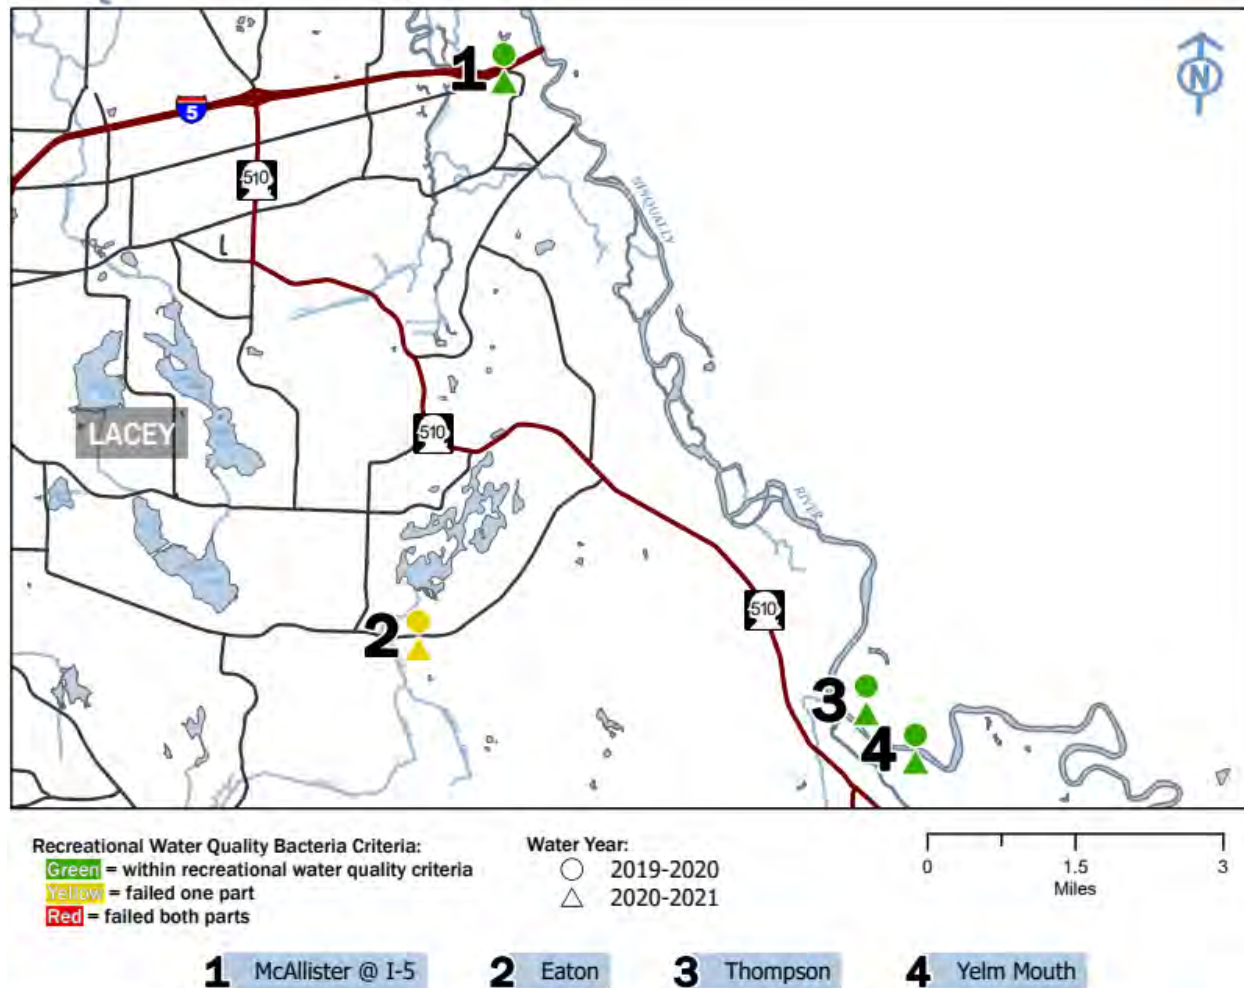 1
N
5
510
NISQUALLY
LACEY
510
RIVER
510
2
3
4
Recreational Water Quality Bacteria Criteria:
Green = within recreational water quality criteria
Yellow = failed one part
Red = failed both parts
Water Year:
2019-2020
2020-2021
0 1.5 3
Miles
1 McAllister @ I-5 2 Eaton 3 Thompson 4 Yelm Mouth